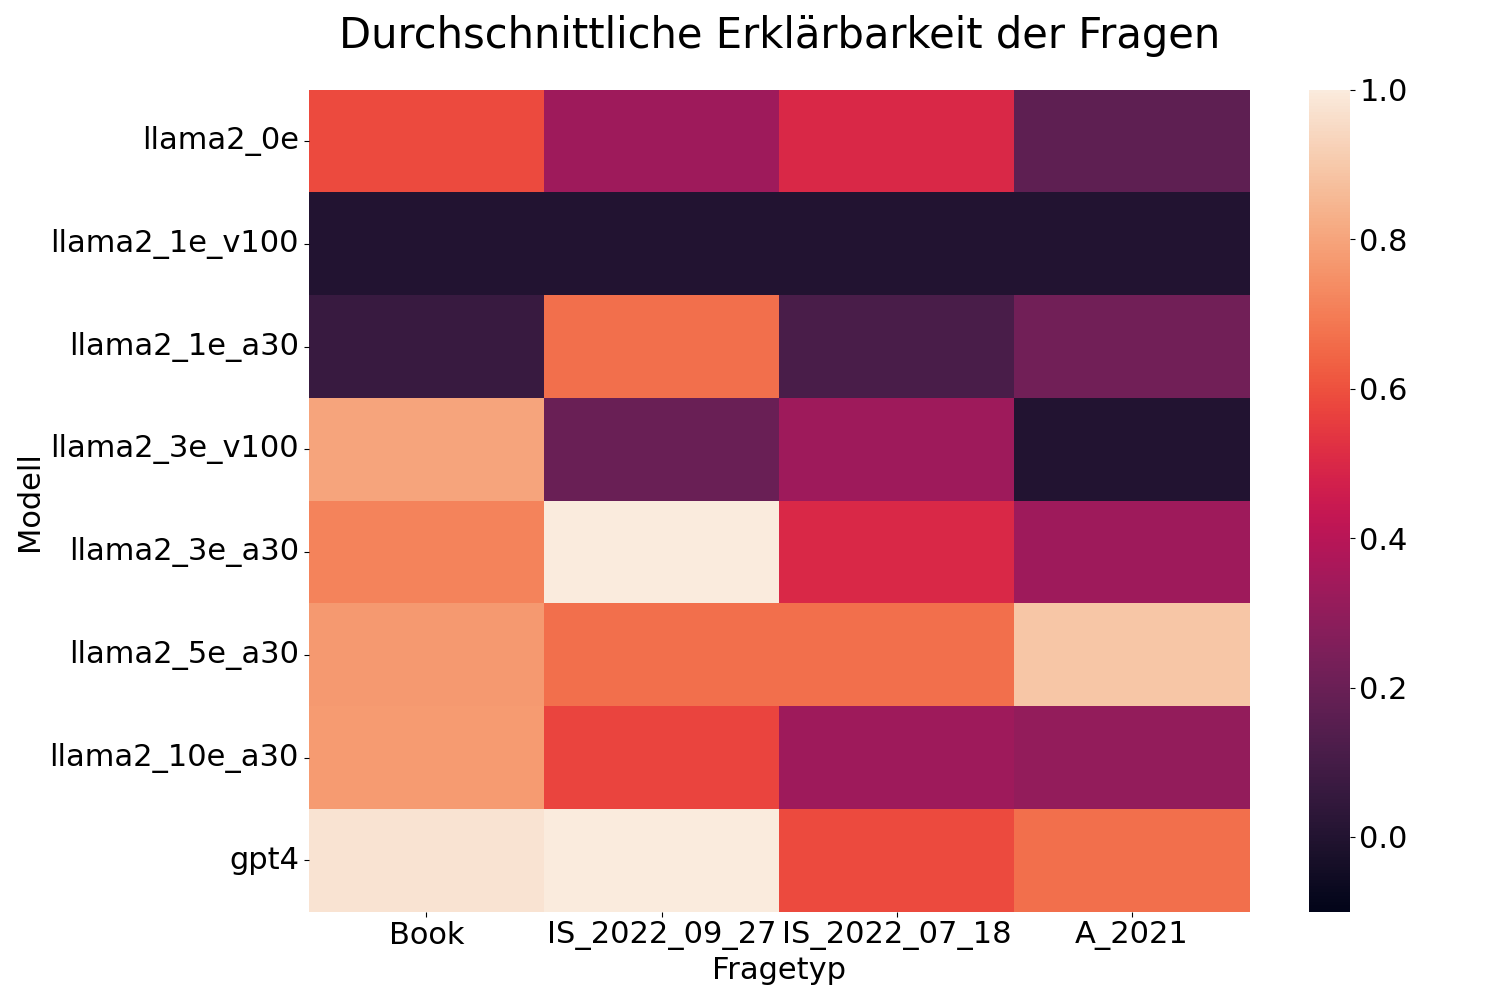 Durchschnittliche Erklärbarkeit der Fragen
Modell
llama2_0e
llama2_1e_v100
llama2_1e_a30
llama2_3e_v100
llama2_3e_a30
llama2_5e_a30
llama2_10e_a30
gpt4
Book IS_2022_09_27 IS_2022_07_18 A_2021
Fragetyp
1.0
0.8
0.6
0.4
0.2
0.0